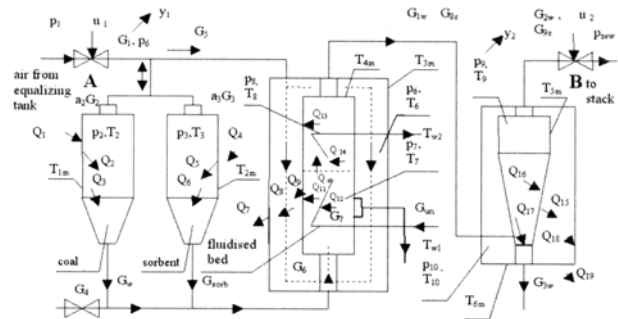 p₁
u₁
y₁
G₁, p₆
G₅
G₁w
G₈s
G₂w,
G₉s
u₂
y₂
pzew
air from
equalizing
tank
A
B to
stack
a₂G₂
a₃G₃
p₈,
T₈
T₄m
T₃m
p₉,
T₉
T₅m
Q₁
p₂,T₂
p₃,T₃
Q₄
Q₁₃
p₆,
T₆
Tw2
Q₂
Q₅
Q₁₄
p₇,
T₇
T₁m
Q₃
Q₆
T₂m
Q₉
Q₈
Q₁₁
Q₁₂
Q₁₆
Q₁₅
Q₇
G₇
Q₁₇
Q₁₈
fluidised
bed
Tw1
coal
sorbent
G₆
p₁₀,
T₁₀
Q₁₉
G₄
Gw
Gsorb
T₆m
G₃w